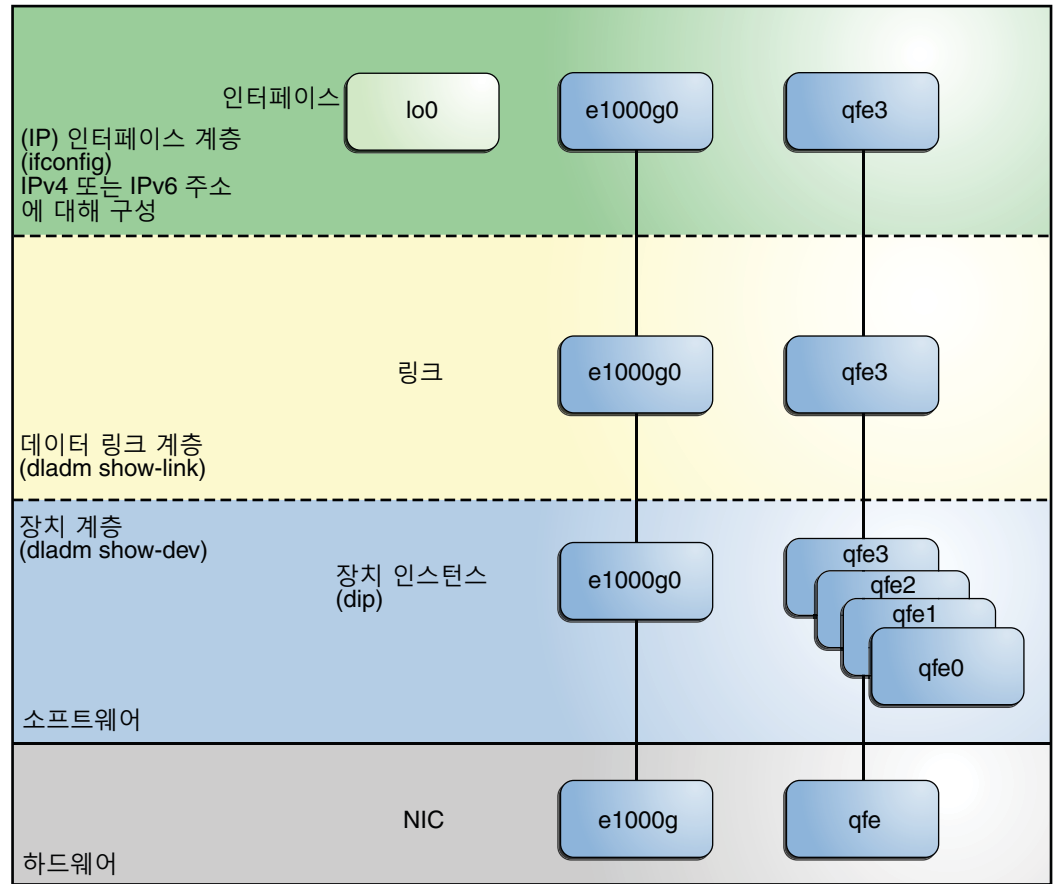 인터페이스
lo0
e1000g0
qfe3
(IP) 인터페이스 계층
(ifconfig)
IPv4 또는 IPv6 주소
에 대해 구성
링크
e1000g0
qfe3
데이터 링크 계층
(dladm show-link)
장치 계층
(dladm show-dev)
장치 인스턴스
(dip)
e1000g0
qfe3
qfe2
qfe1
qfe0
소프트웨어
NIC
e1000g
qfe
하드웨어